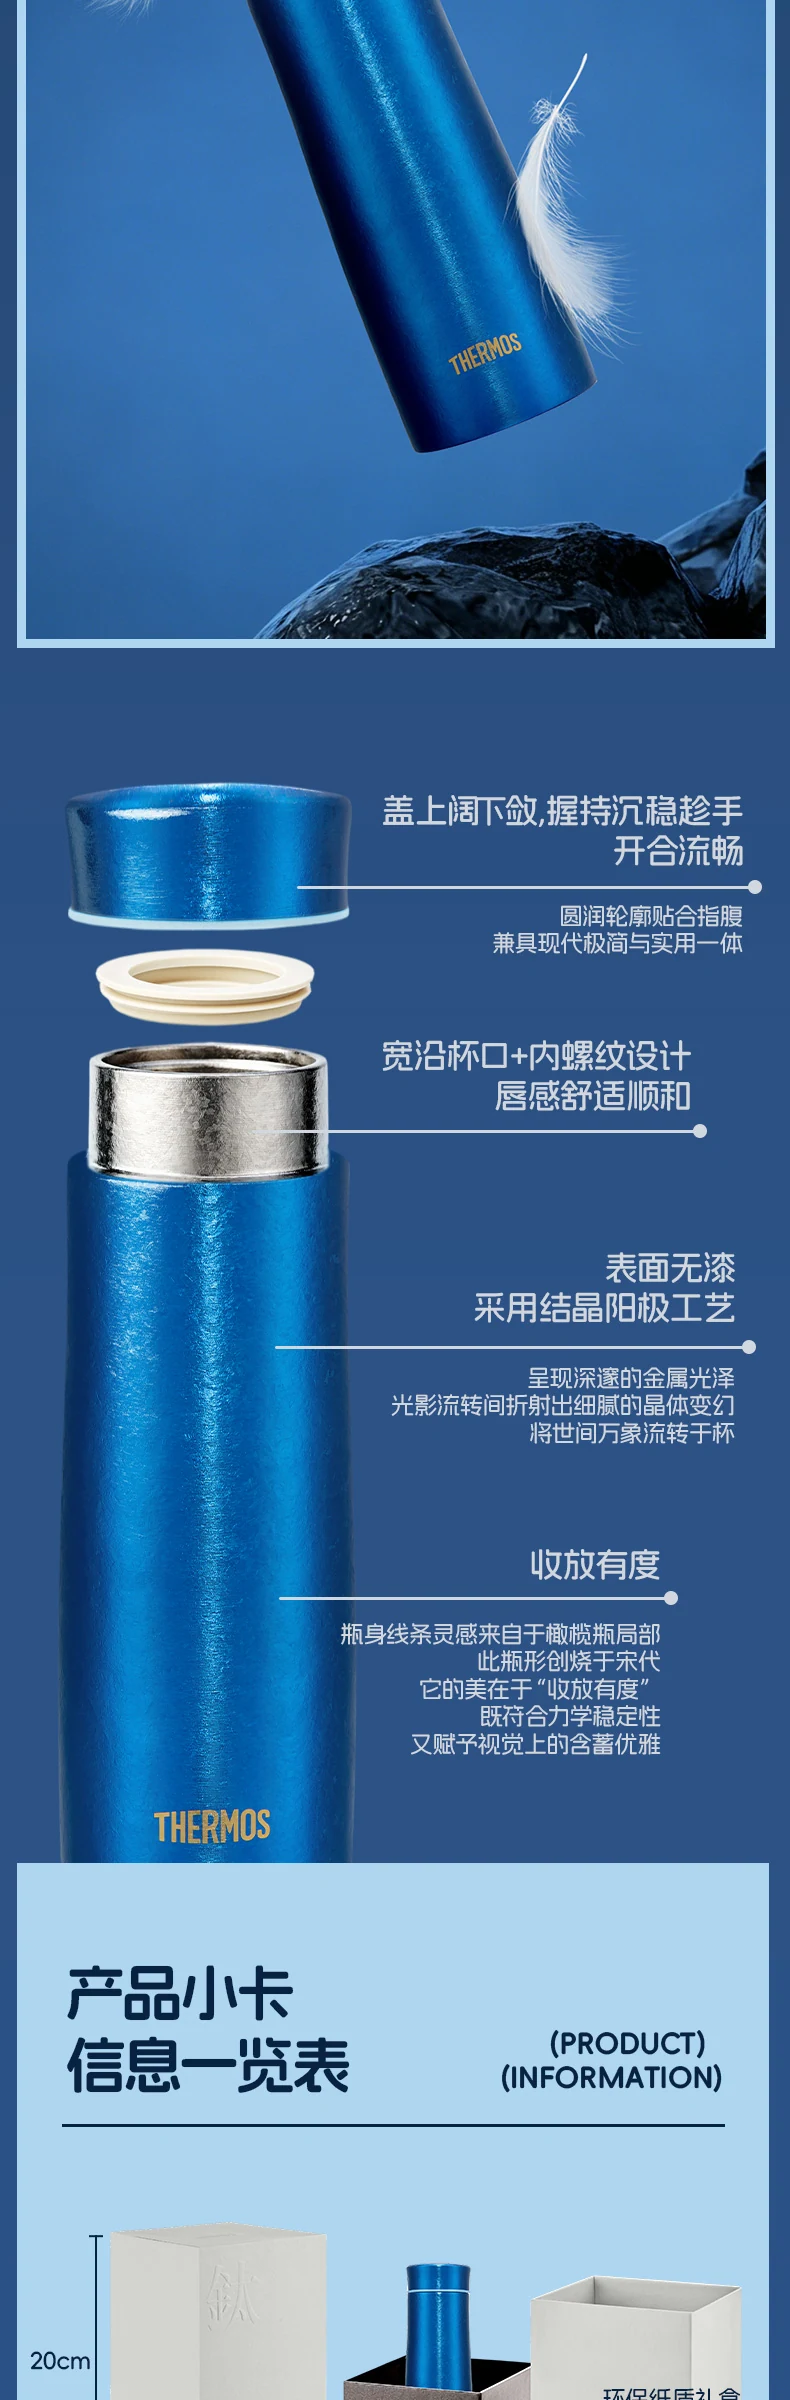 THERMOS
盖上阔下敛,握持沉稳趁手
开合流畅
圆润轮廓贴合指腹
兼具现代极简与实用一体
宽沿杯口+内螺纹设计
唇感舒适顺和
表面无漆
采用结晶阳极工艺
呈现深邃的金属光泽
光影流转间折射出细腻的晶体变幻
将世间万象流转于杯
收放有度
瓶身线条灵感来自于橄榄瓶局部
此瓶形创烧于宋代
它的美在于“收放有度”
既符合力学稳定性
又赋予视觉上的含蓄优雅
THERMOS
产品小卡
信息一览表
(PRODUCT)
(INFORMATION)
鈦
20cm
环保纸质礼盒